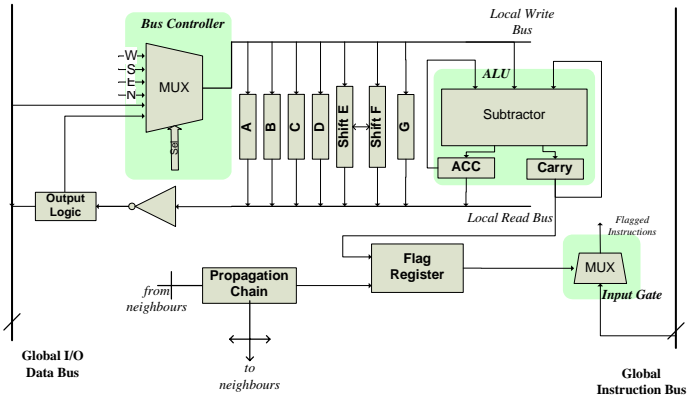 Bus Controller
Local Write
Bus
W
S
E
N
MUX
Sel
A
B
C
D
Shift E
Shift F
G
ALU
Subtractor
ACC
Carry
Output
Logic
Local Read Bus
Flagged
Instructions
Flag
Register
MUX
Input Gate
from
neighbours
Propagation
Chain
to
neighbours
Global I/O
Data Bus
Global
Instruction Bus